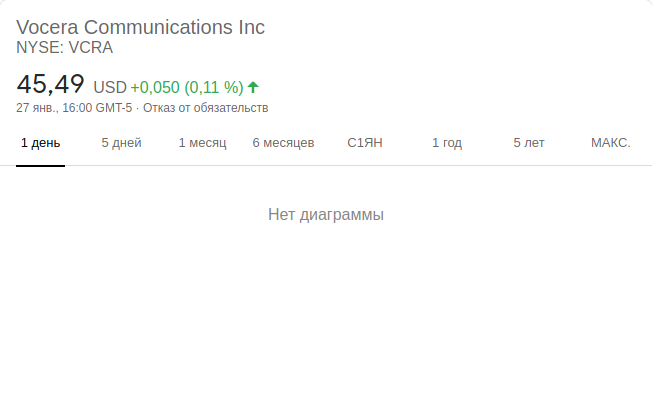 Vocera Communications Inc
NYSE: VCRA
45,49 USD +0,050 (0,11 %)
27 янв., 16:00 GMT-5 · Отказ от обязательств
1 день 5 дней 1 месяц 6 месяцев С1ЯН 1 год 5 лет МАКС.
Нет диаграммы